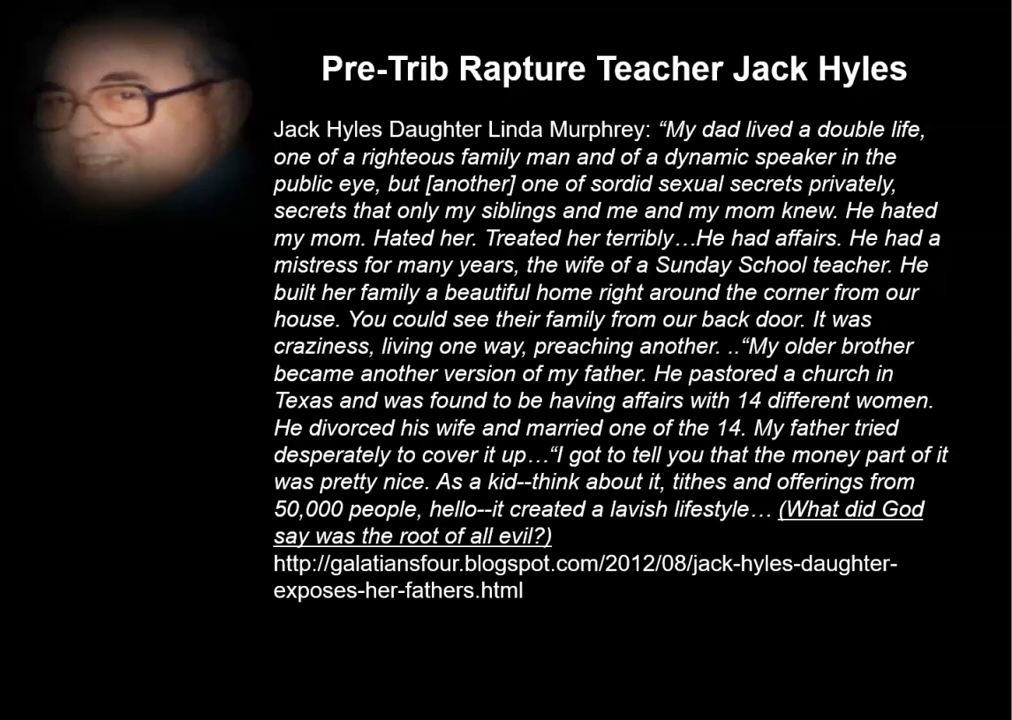 Pre-Trib Rapture Teacher Jack Hyles
Jack Hyles Daughter Linda Murphrey: “My dad lived a double life,
one of a righteous family man and of a dynamic speaker in the
public eye, but [another] one of sordid sexual secrets privately,
secrets that only my siblings and me and my mom knew. He hated
my mom. Hated her. Treated her terribly…He had affairs. He had a
mistress for many years, the wife of a Sunday School teacher. He
built her family a beautiful home right around the corner from our
house. You could see their family from our back door. It was
craziness, living one way, preaching another. ..“My older brother
became another version of my father. He pastored a church in
Texas and was found to be having affairs with 14 different women.
He divorced his wife and married one of the 14. My father tried
desperately to cover it up…“I got to tell you that the money part of it
was pretty nice. As a kid--think about it, tithes and offerings from
50,000 people, hello--it created a lavish lifestyle… (What did God
say was the root of all evil?)
http://galatiansfour.blogspot.com/2012/08/jack-hyles-daughter-
exposes-her-fathers.html